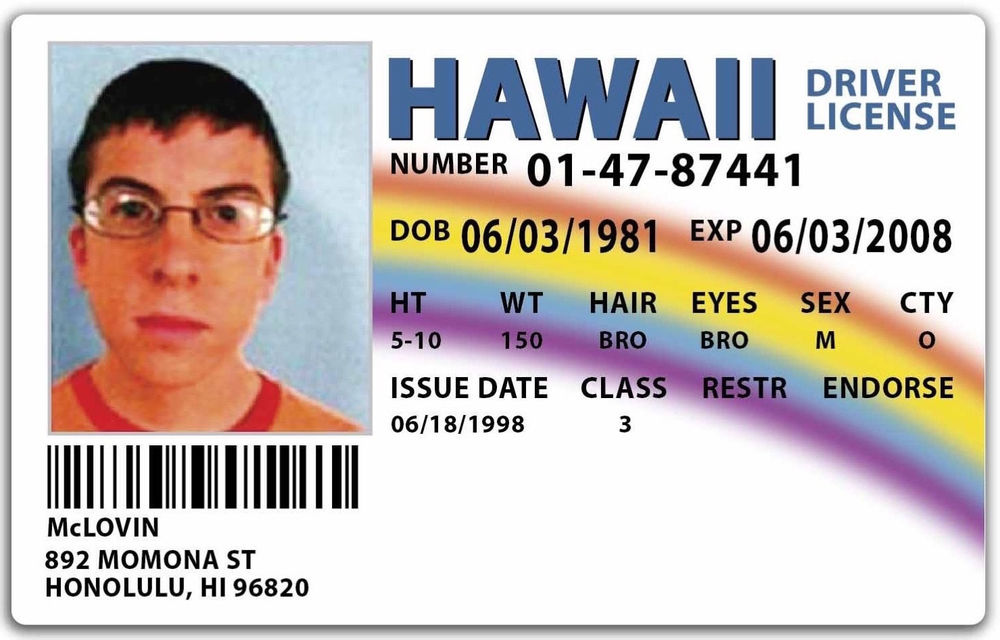 HAWAII DRIVER
LICENSE
NUMBER 01-47-87441
DOB 06/03/1981 EXP 06/03/2008
HT WT HAIR EYES SEX CTY
5-10 150 BRO BRO M O
ISSUE DATE CLASS RESTR ENDORSE
06/18/1998 3
McLOVIN
892 MOMONA ST
HONOLULU, HI 96820